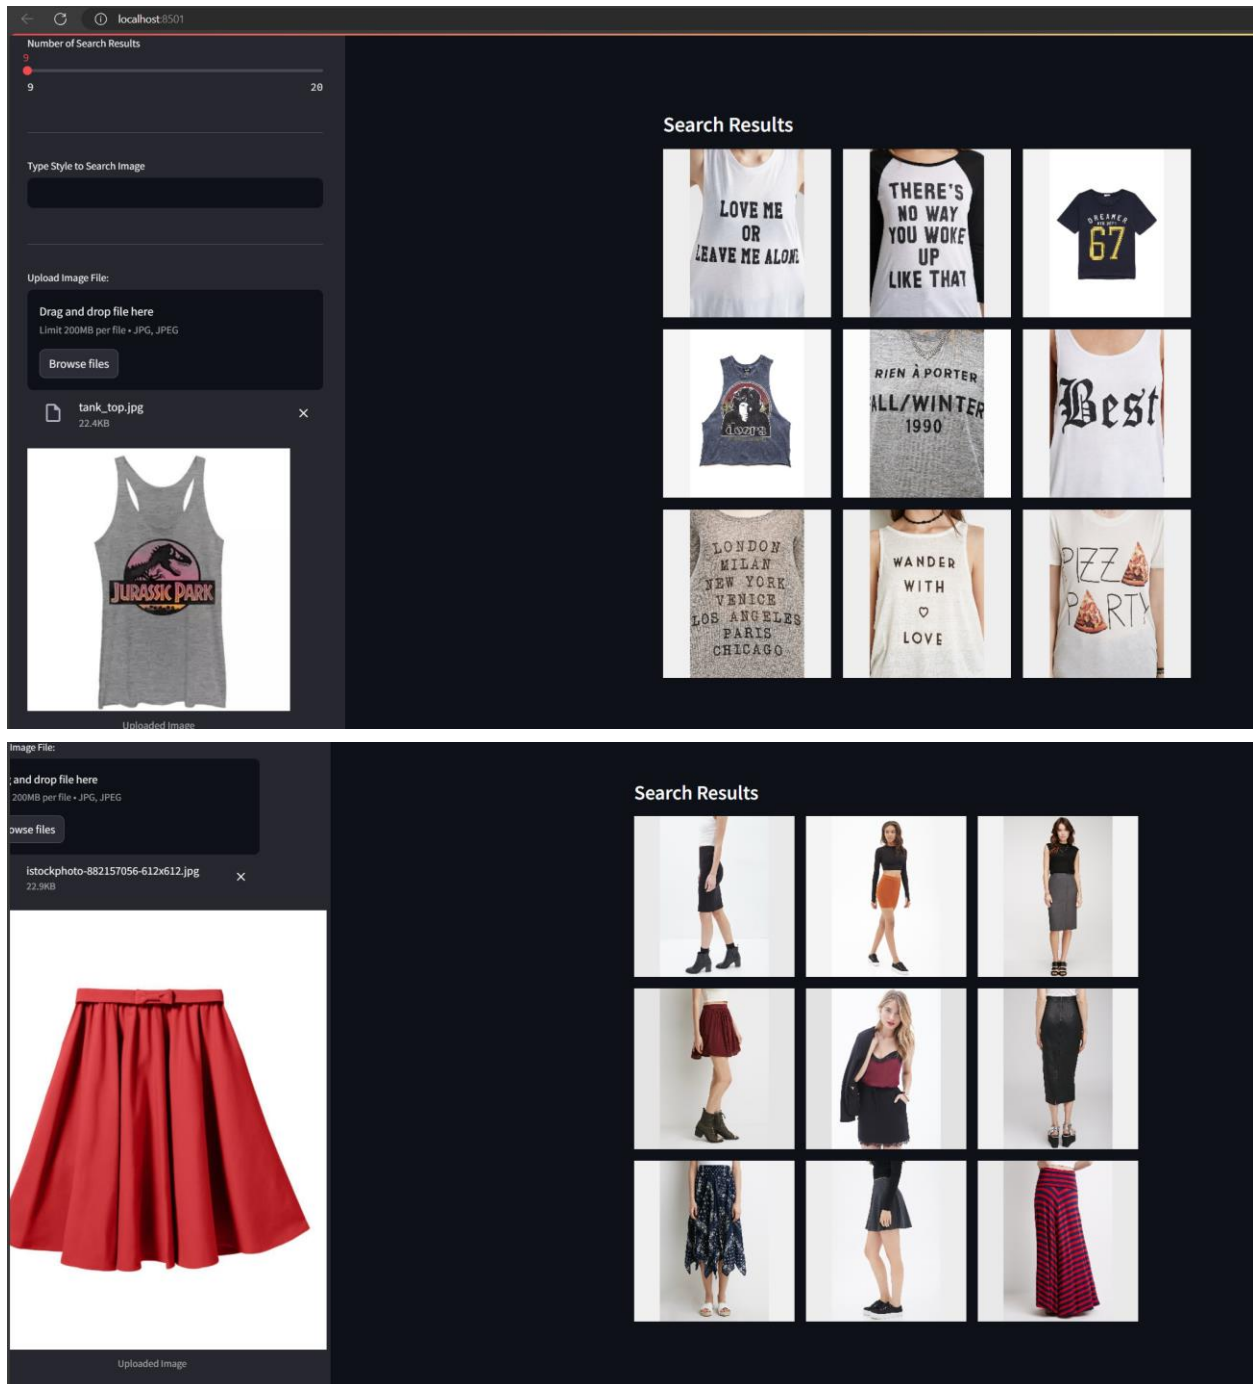 localhost:8501
Number of Search Results
9
9 20
Type Style to Search Image
Upload Image File:
Drag and drop file here
Limit 200MB per file • JPG, JPEG
Browse files
tank_top.jpg
22.4KB
JURASSIC PARK
Uploaded Image
Search Results
LOVE ME
OR
LEAVE ME ALONE
THERE'S
NO WAY
YOU WOKE
UP
LIKE THAT
DREAMER
67
doors
RIEN À PORTER
ALL/WINTER
1990
Best
LONDON
MILAN
NEW YORK
VENICE
LOS ANGELES
PARIS
CHICAGO
WANDER
WITH
LOVE
PIZZA
PARTY
Image File:
and drop file here
200MB per file • JPG, JPEG
owse files
istockphoto-882157056-612x612.jpg
22.9KB
Uploaded Image
Search Results